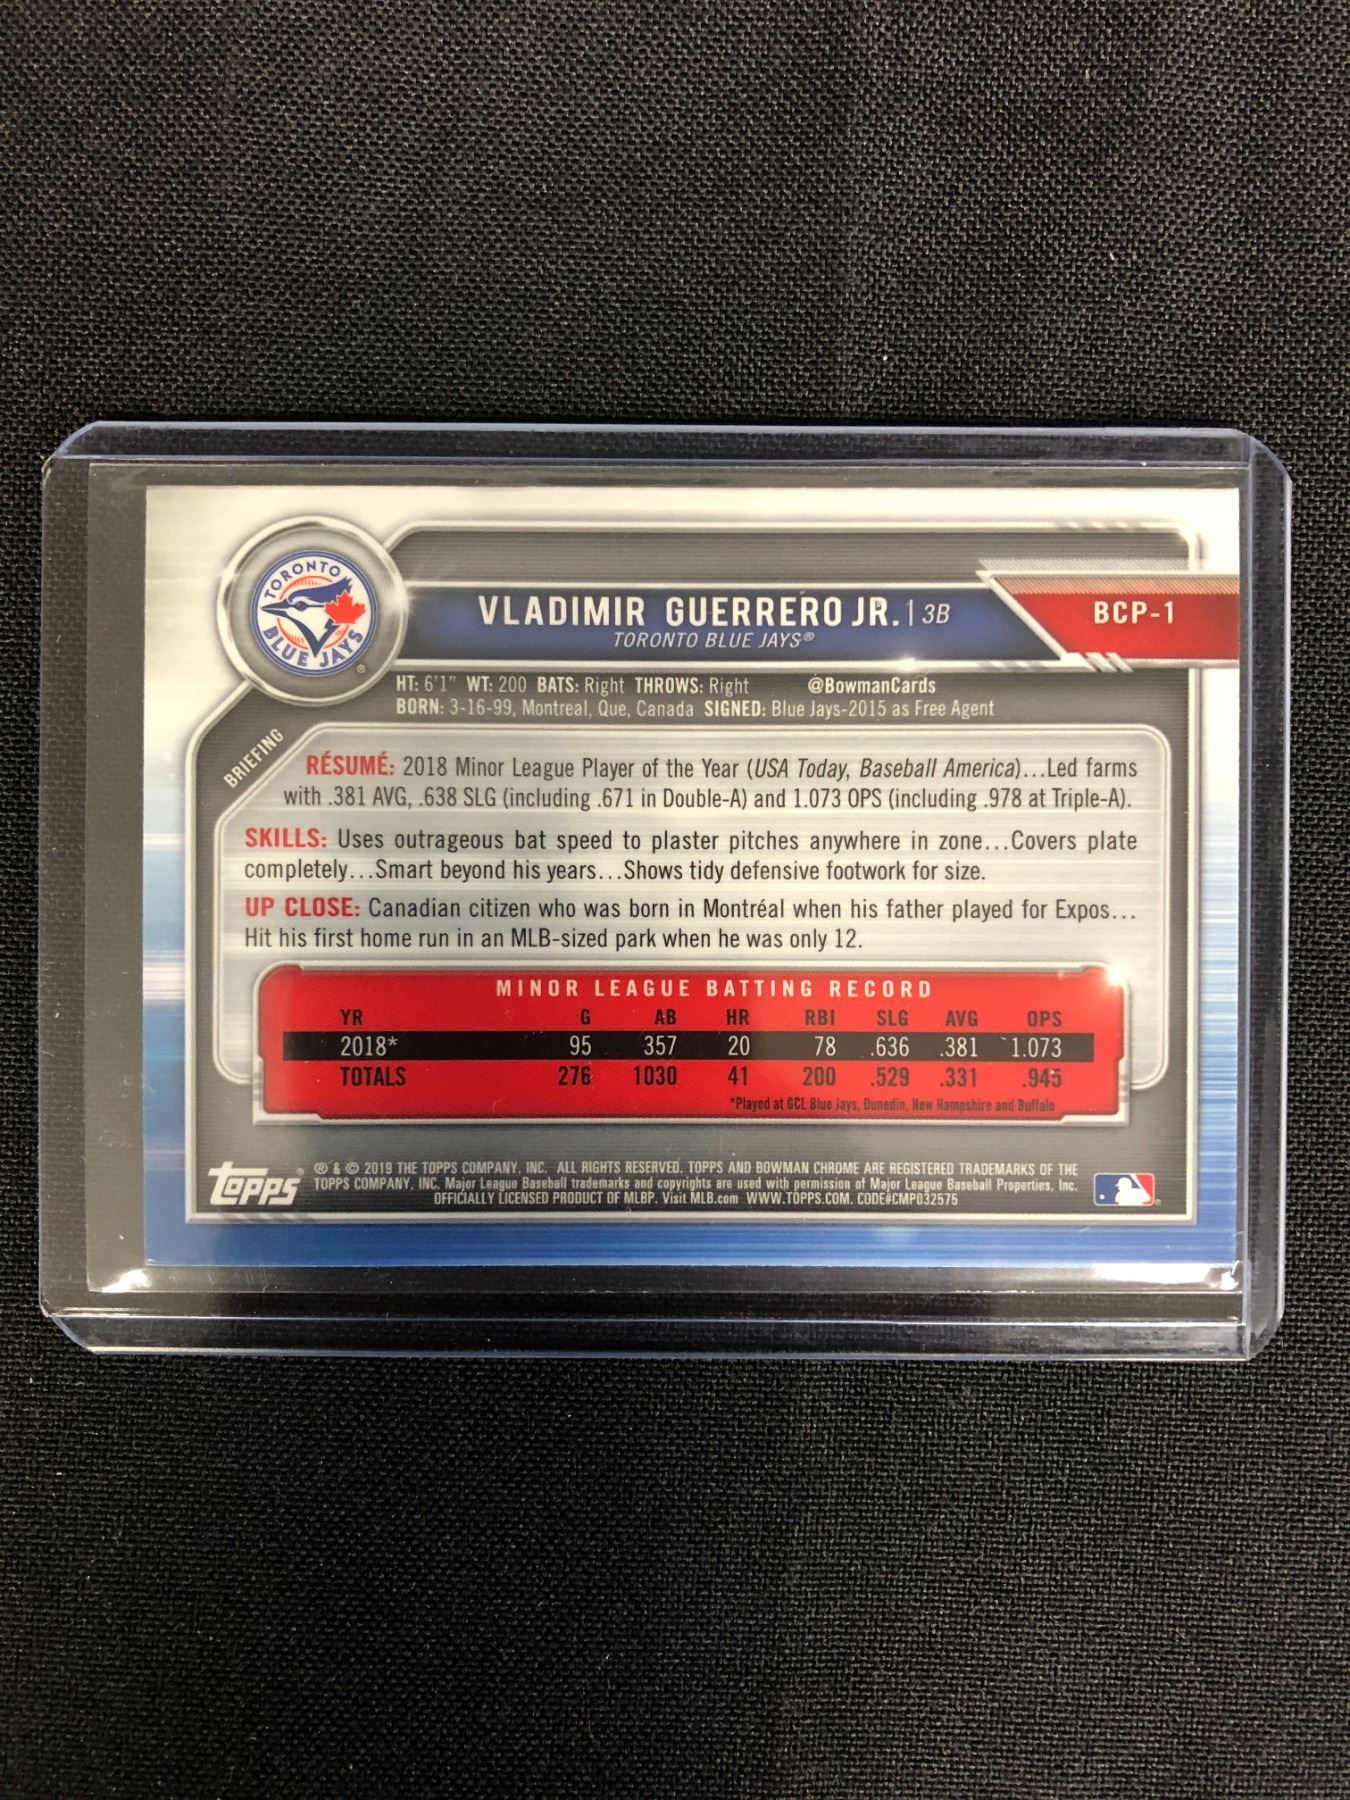 TORONTO
BLUE JAYS
®
VLADIMIR GUERRERO JR. | 3B
TORONTO BLUE JAYS®
BCP-1
HT: 6'1" WT: 200 BATS: Right THROWS: Right @BowmanCards
BORN: 3-16-99, Montreal, Que, Canada SIGNED: Blue Jays-2015 as Free Agent
BRIEFING
RÉSUMÉ: 2018 Minor League Player of the Year (USA Today, Baseball America)...Led farms
with .381 AVG, .638 SLG (including .671 in Double-A) and 1.073 OPS (including .978 at Triple-A).
SKILLS: Uses outrageous bat speed to plaster pitches anywhere in zone...Covers plate
completely...Smart beyond his years...Shows tidy defensive footwork for size.
UP CLOSE: Canadian citizen who was born in Montréal when his father played for Expos...
Hit his first home run in an MLB-sized park when he was only 12.
MINOR LEAGUE BATTING RECORD
YR G AB HR RBI SLG AVG OPS
2018* 95 357 20 78 .636 .381 1.073
TOTALS 276 1030 41 200 .529 .331 .945
*Played at GCL Blue Jays, Dunedin, New Hampshire and Buffalo
topps®
® & © 2019 THE TOPPS COMPANY, INC. ALL RIGHTS RESERVED. TOPPS AND BOWMAN CHROME ARE REGISTERED TRADEMARKS OF THE
TOPPS COMPANY, INC. Major League Baseball trademarks and copyrights are used with permission of Major League Baseball Properties, Inc.
OFFICIALLY LICENSED PRODUCT OF MLBP. Visit MLB.com WWW.TOPPS.COM. CODE#CMP032575